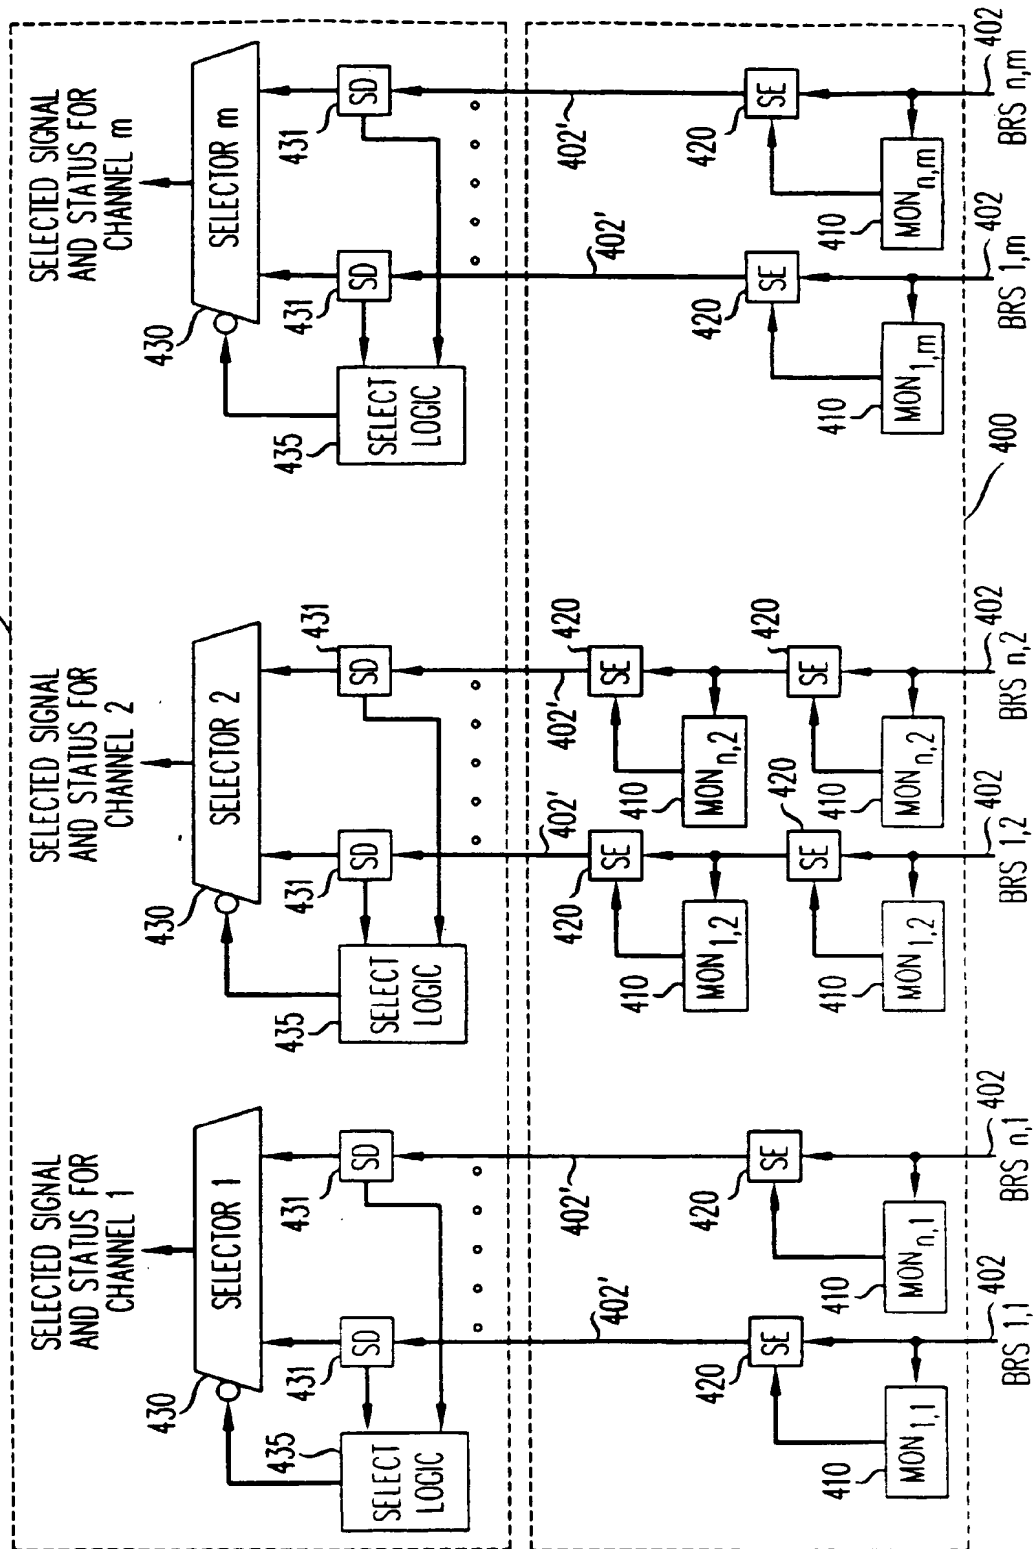 SELECTED SIGNAL
AND STATUS FOR
CHANNEL 1
430
SELECTOR 1
435
SELECT
LOGIC
431
SD
431
SD
402'
402'
420
SE
420
SE
410
MON1,1
410
MONn,1
402
402
BRS 1,1
BRS n,1
SELECTED SIGNAL
AND STATUS FOR
CHANNEL 2
430
SELECTOR 2
435
SELECT
LOGIC
431
SD
431
SD
402'
402'
420
SE
420
SE
410
MON1,2
410
MONn,2
420
SE
420
SE
410
MON1,2
410
MONn,2
402
402
BRS 1,2
BRS n,2
SELECTED SIGNAL
AND STATUS FOR
CHANNEL m
430
SELECTOR m
435
SELECT
LOGIC
431
SD
431
SD
402'
402'
420
SE
420
SE
410
MON1,m
410
MONn,m
402
402
BRS 1,m
BRS n,m
400